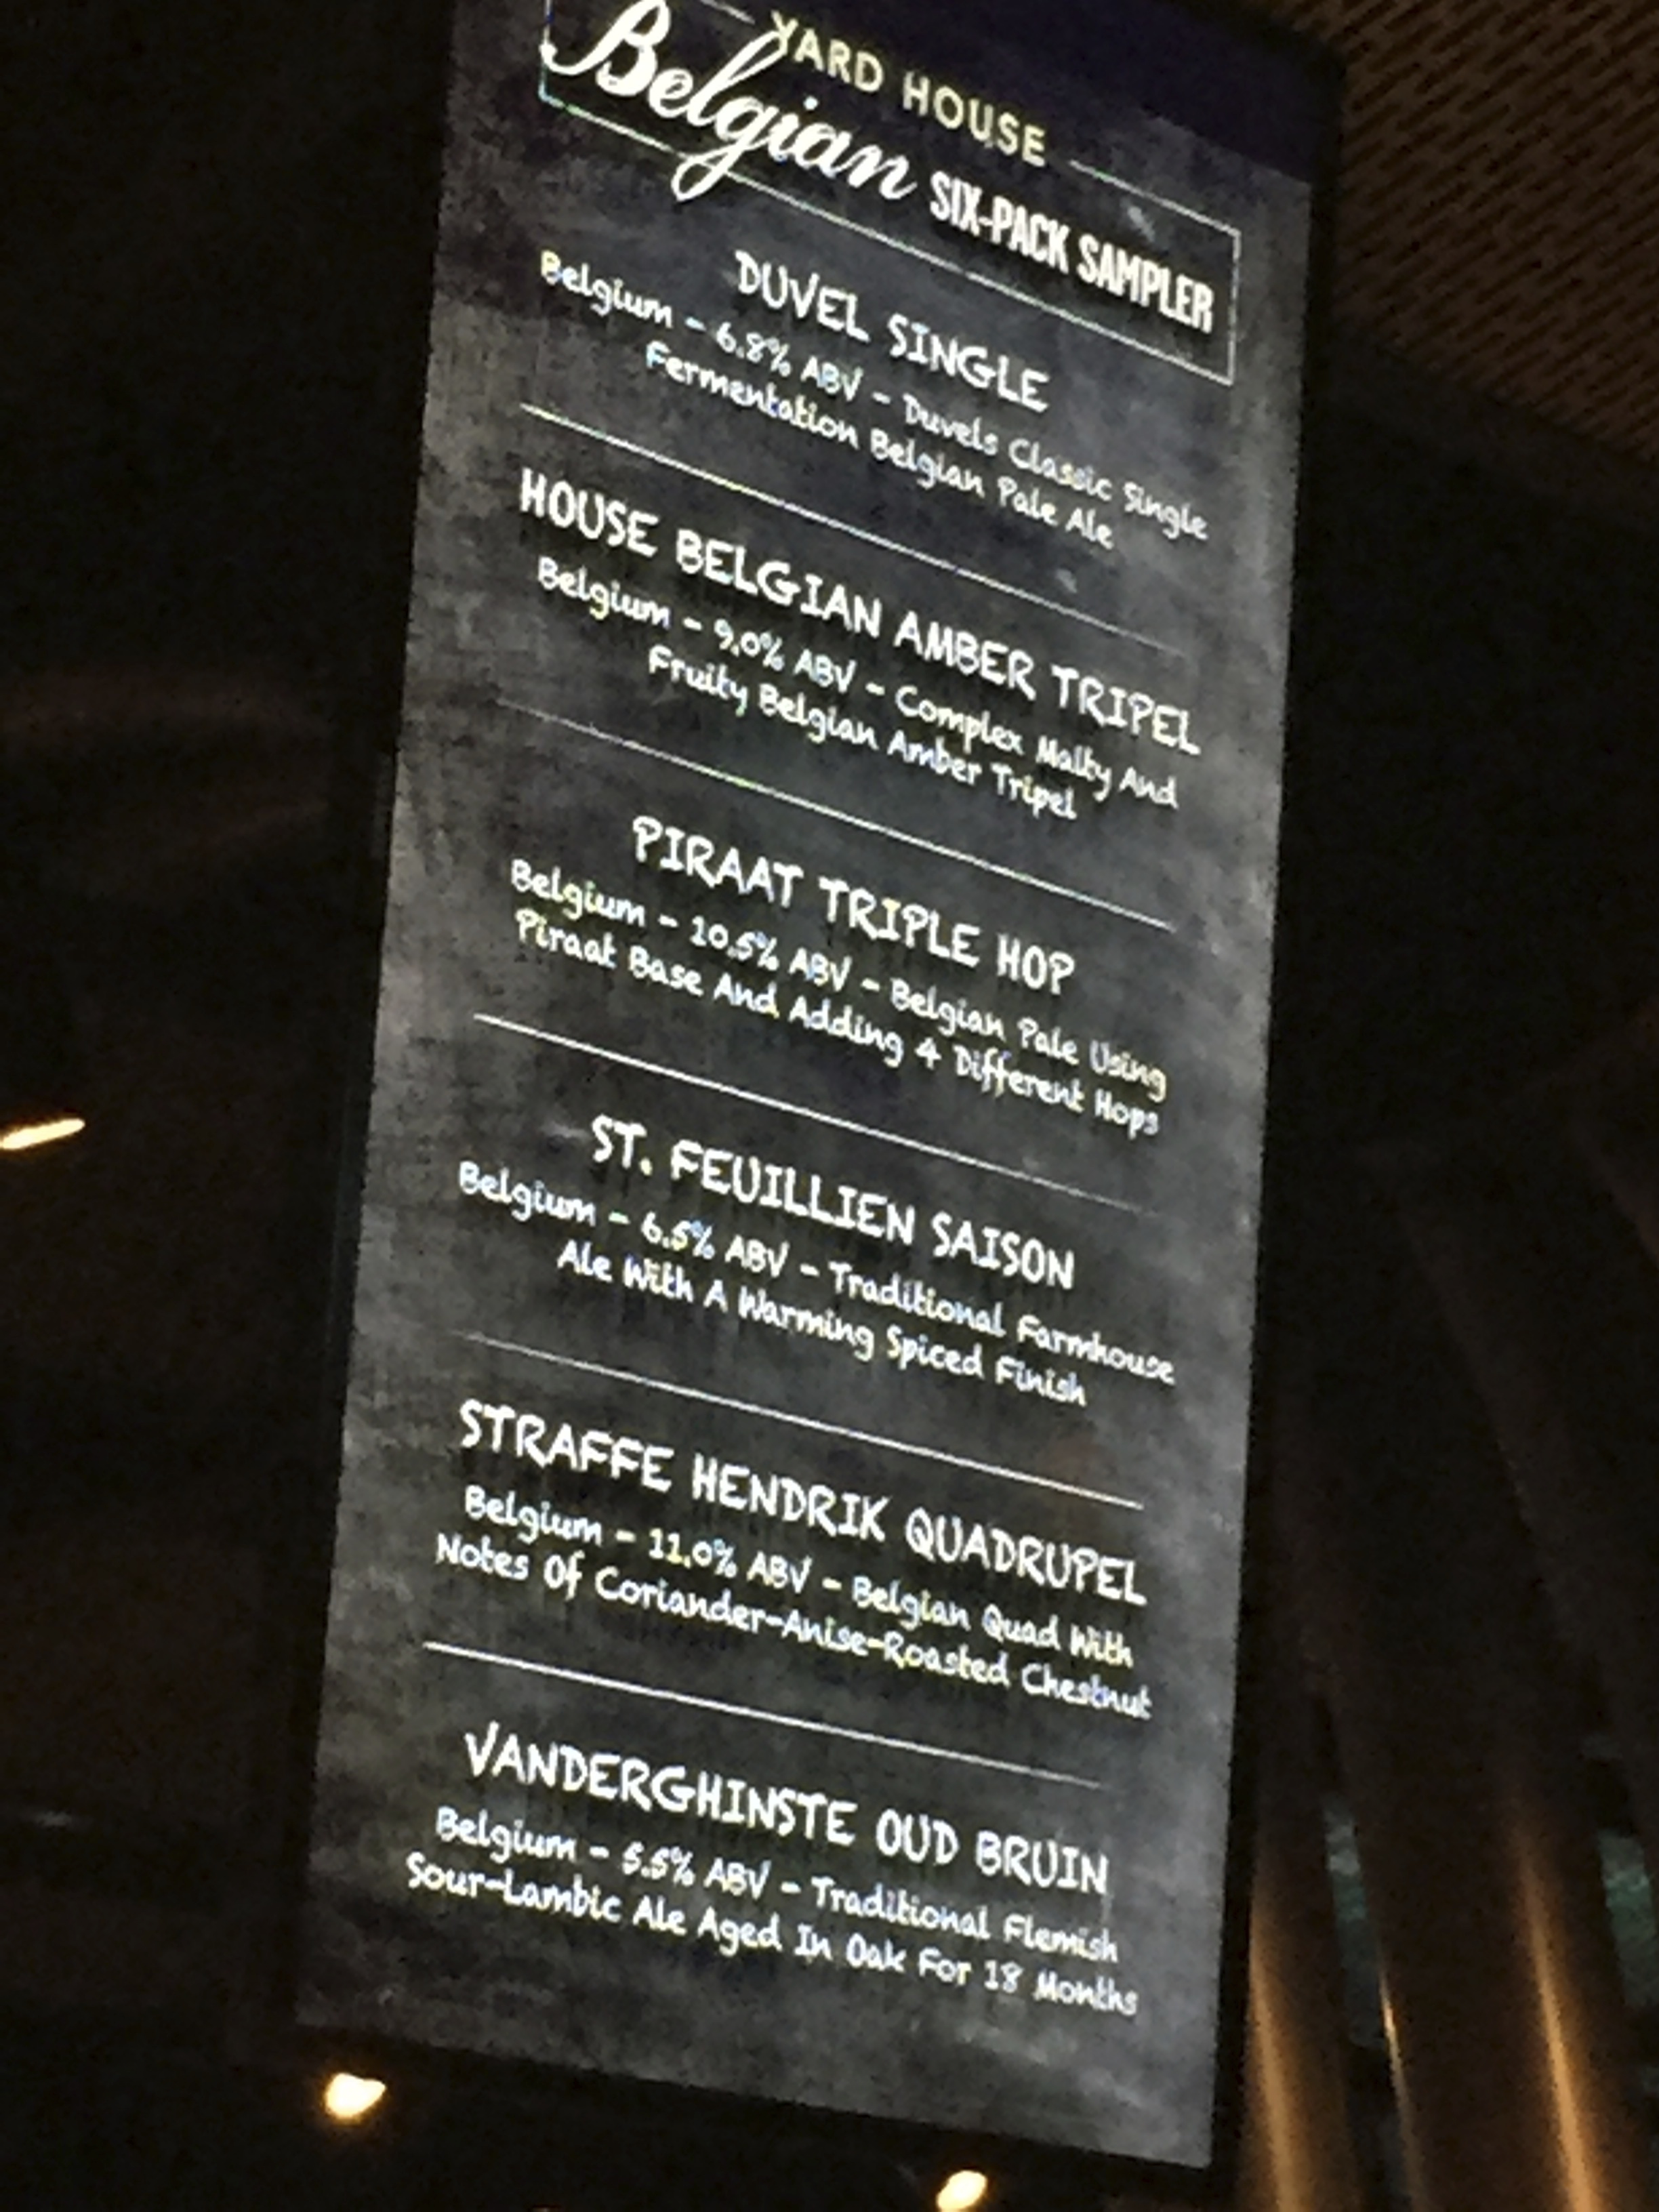 YARD HOUSE
Belgian SIX-PACK SAMPLER
DUVEL SINGLE
Belgium - 6.8% ABV - Duvels Classic Single
Fermentation Belgian Pale Ale
HOUSE BELGIAN AMBER TRIPEL
Belgium - 9.0% ABV - Complex Malty And
Fruity Belgian Amber Tripel
PIRAAT TRIPLE HOP
Belgium - 10.5% ABV - Belgian Pale Using
Piraat Base And Adding 4 Different Hops
ST. FEUILLIEN SAISON
Belgium - 6.5% ABV - Traditional Farmhouse
Ale With A Warming Spiced Finish
STRAFFE HENDRIK QUADRUPEL
Belgium - 11.0% ABV - Belgian Quad With
Notes Of Coriander-Anise-Roasted Chestnut
VANDERGHINSTE OUD BRUIN
Belgium - 5.5% ABV - Traditional Flemish
Sour-Lambic Ale Aged In Oak For 18 Months